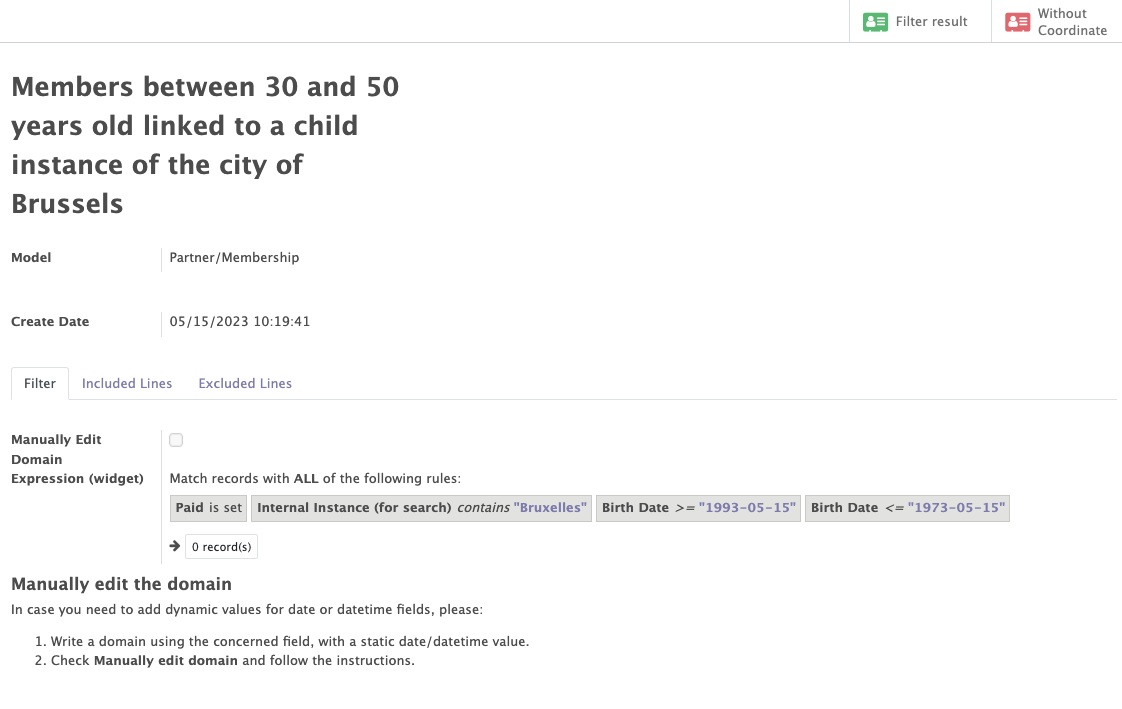 Filter result
Without
Coordinate
Members between 30 and 50
years old linked to a child
instance of the city of
Brussels
Model Partner/Membership
Create Date 05/15/2023 10:19:41
Filter Included Lines Excluded Lines
Manually Edit
Domain
Expression (widget) Match records with ALL of the following rules:
Paid is set Internal Instance (for search) contains "Bruxelles" Birth Date >= "1993-05-15" Birth Date <= "1973-05-15"
0 record(s)
Manually edit the domain
In case you need to add dynamic values for date or datetime fields, please:
1. Write a domain using the concerned field, with a static date/datetime value.
2. Check Manually edit domain and follow the instructions.